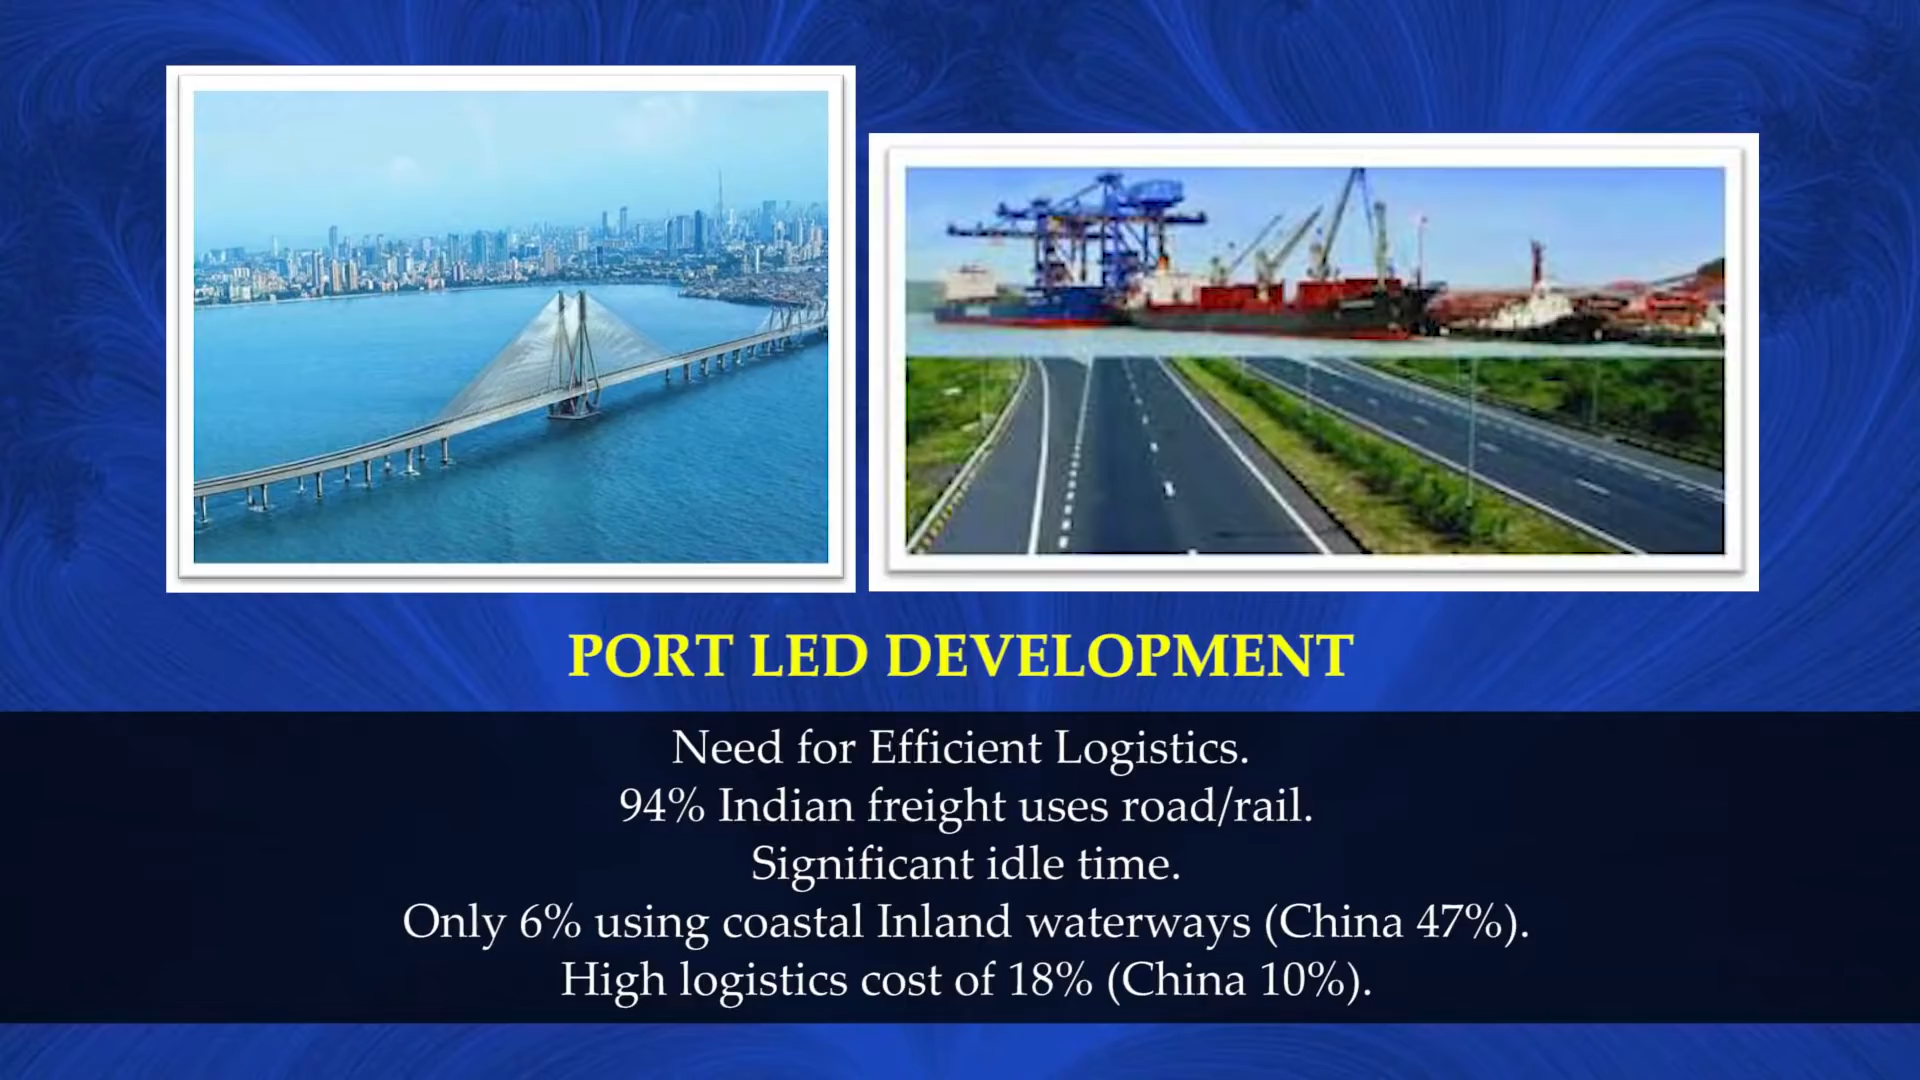 PORT LED DEVELOPMENT
Need for Efficient Logistics.
94% Indian freight uses road/rail.
Significant idle time.
Only 6% using coastal Inland waterways (China 47%).
High logistics cost of 18% (China 10%).